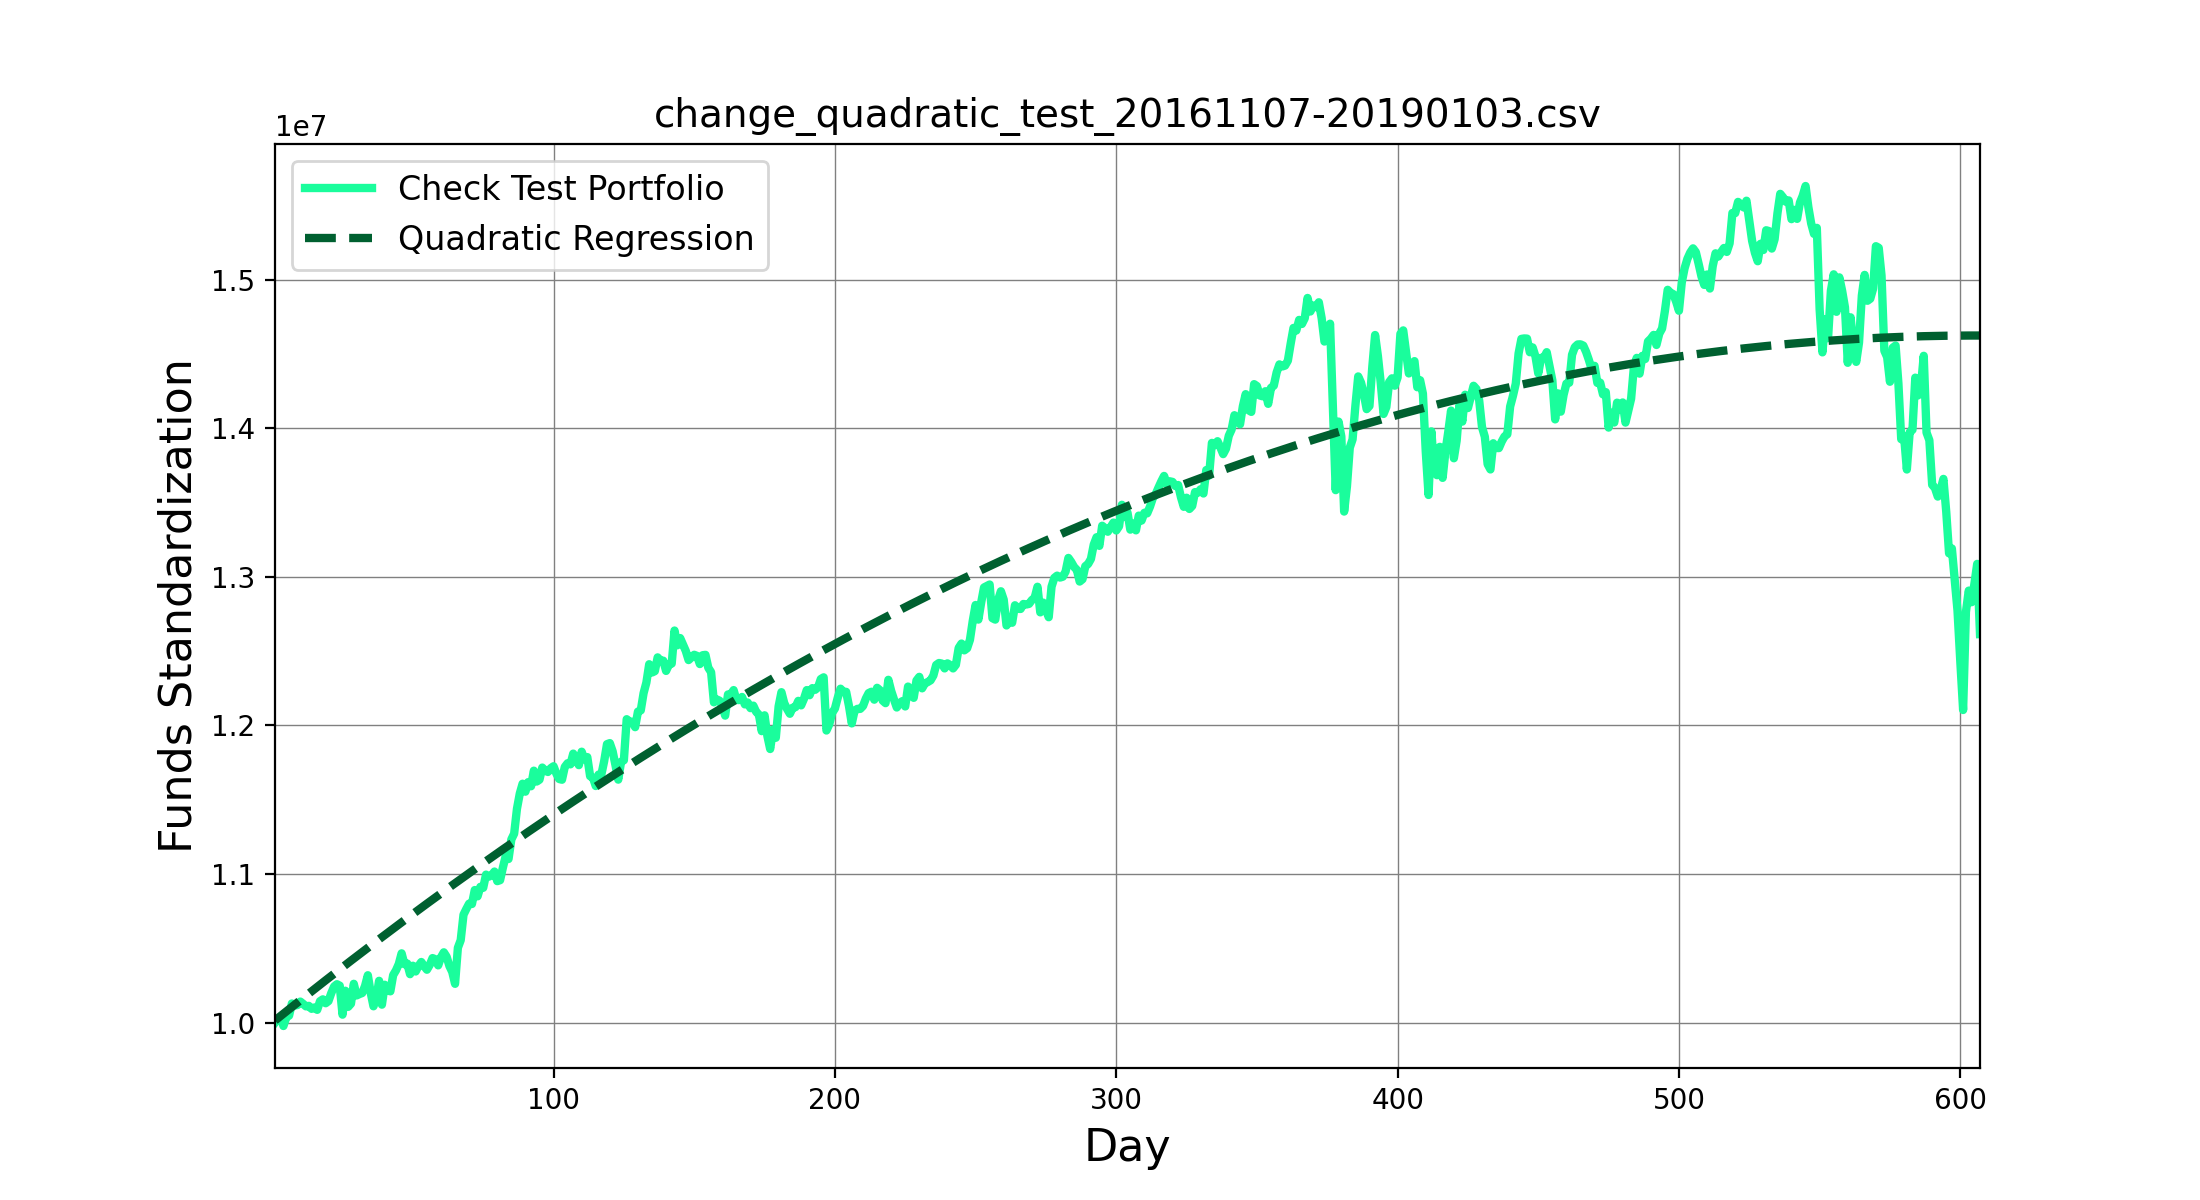 change_quadratic_test_20161107-20190103.csv
1e7
Check Test Portfolio
Quadratic Regression
1.5
1.4
1.3
1.2
1.1
1.0
Funds Standardization
100 200 300 400 500 600
Day